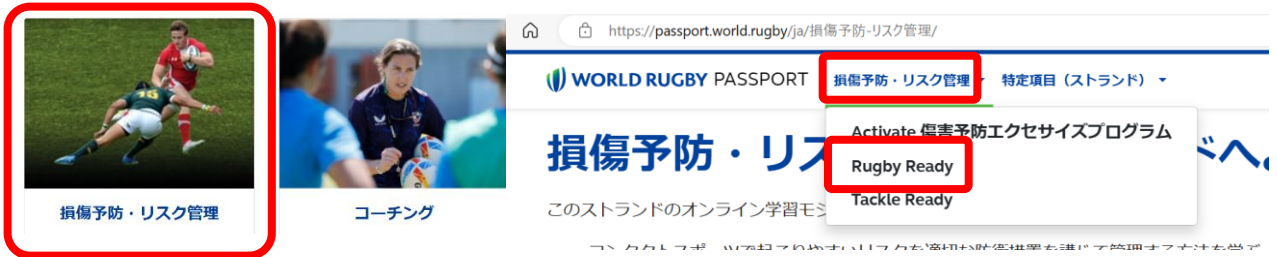 損傷予防・リスク管理
コーチング
https://passport.world.rugby/ja/損傷予防-リスク管理/
WORLD RUGBY PASSPORT
損傷予防・リスク管理
特定項目（ストランド）
Activate 傷害予防エクセサイズプログラム
Rugby Ready
Tackle Ready
損傷予防・リス
ドへ。
このストランドのオンライン学習モジ